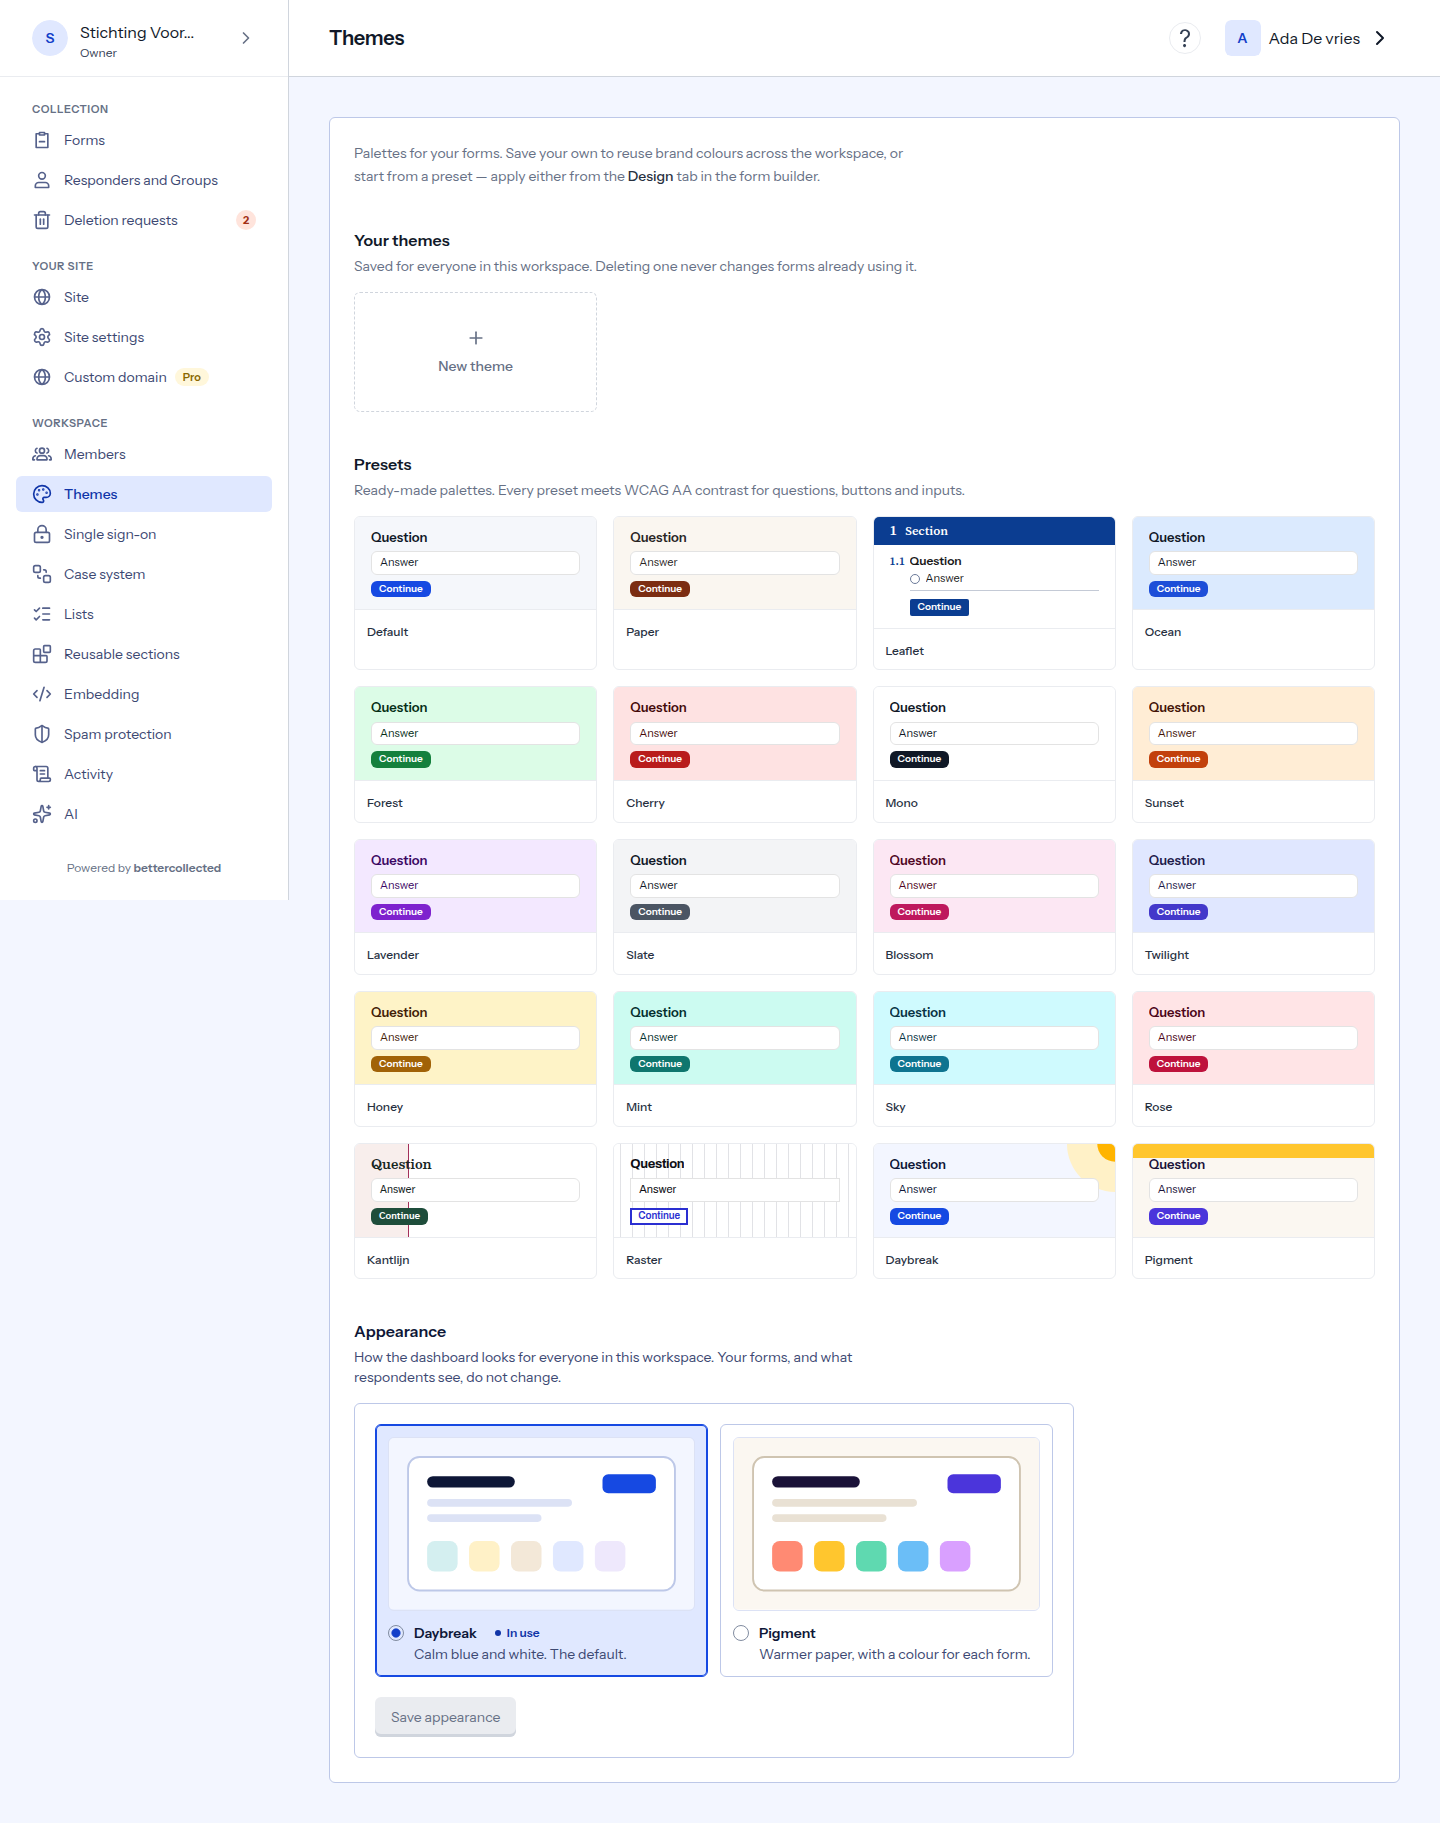 S
Stichting Voor...
Owner
Themes
?
A
Ada De vries
COLLECTION
Forms
Responders and Groups
Deletion requests
2
YOUR SITE
Site
Site settings
Custom domain
Pro
WORKSPACE
Members
Themes
Single sign-on
Case system
Lists
Reusable sections
Embedding
Spam protection
Activity
AI
Powered by bettercollected
Palettes for your forms. Save your own to reuse brand colours across the workspace, or
start from a preset — apply either from the Design tab in the form builder.
Your themes
Saved for everyone in this workspace. Deleting one never changes forms already using it.
New theme
Presets
Ready-made palettes. Every preset meets WCAG AA contrast for questions, buttons and inputs.
Question
Answer
Continue
Default
Question
Answer
Continue
Paper
1 Section
1.1 Question
Answer
Continue
Leaflet
Question
Answer
Continue
Ocean
Question
Answer
Continue
Forest
Question
Answer
Continue
Cherry
Question
Answer
Continue
Mono
Question
Answer
Continue
Sunset
Question
Answer
Continue
Lavender
Question
Answer
Continue
Slate
Question
Answer
Continue
Blossom
Question
Answer
Continue
Twilight
Question
Answer
Continue
Honey
Question
Answer
Continue
Mint
Question
Answer
Continue
Sky
Question
Answer
Continue
Rose
Question
Answer
Continue
Kantlijn
Question
Answer
Continue
Raster
Question
Answer
Continue
Daybreak
Question
Answer
Continue
Pigment
Appearance
How the dashboard looks for everyone in this workspace. Your forms, and what
respondents see, do not change.
Daybreak
In use
Calm blue and white. The default.
Pigment
Warmer paper, with a colour for each form.
Save appearance